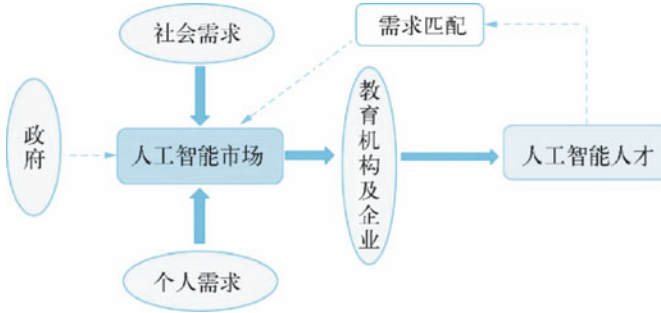 社会需求
需求匹配
政府
人工智能市场
教育机构及企业
人工智能人才
个人需求